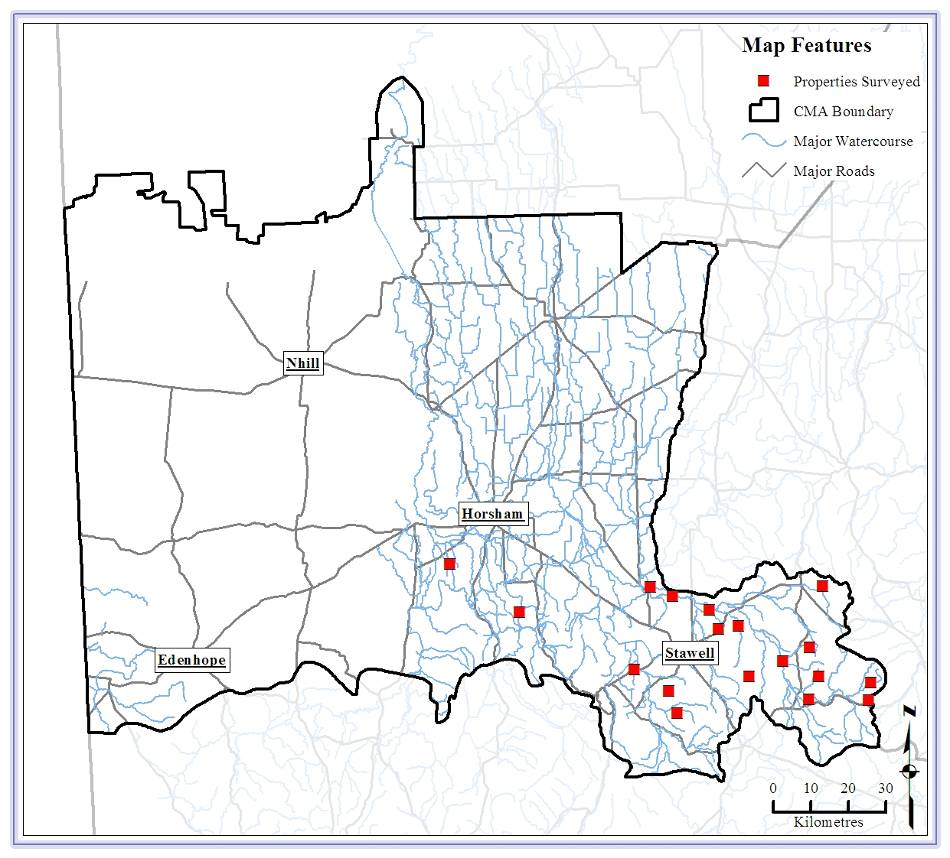 Map Features
Properties Surveyed
CMA Boundary
Major Watercourse
Major Roads
Nhill
Horsham
Edenhope
Stawell
N
0 10 20 30
Kilometres